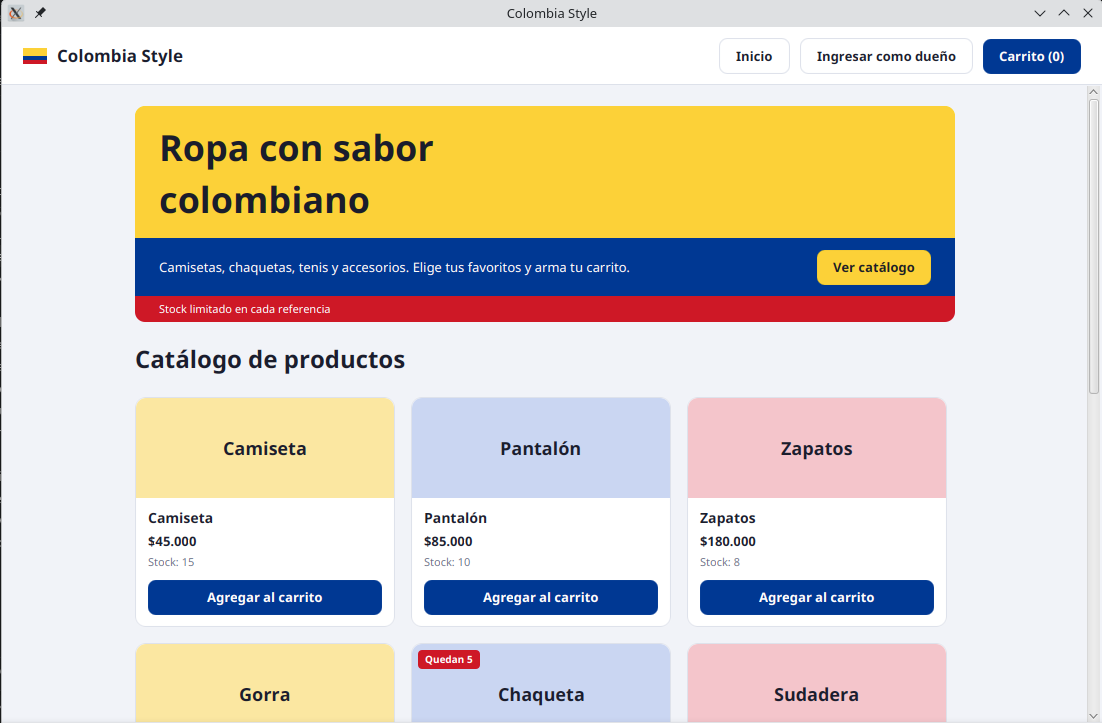 Colombia Style
Colombia Style
Inicio
Ingresar como dueño
Carrito (0)
Ropa con sabor
colombiano
Camisetas, chaquetas, tenis y accesorios. Elige tus favoritos y arma tu carrito.
Ver catálogo
Stock limitado en cada referencia
Catálogo de productos
Camiseta
Pantalón
Zapatos
Camiseta
$45.000
Stock: 15
Agregar al carrito
Pantalón
$85.000
Stock: 10
Agregar al carrito
Zapatos
$180.000
Stock: 8
Agregar al carrito
Gorra
Quedan 5
Chaqueta
Sudadera